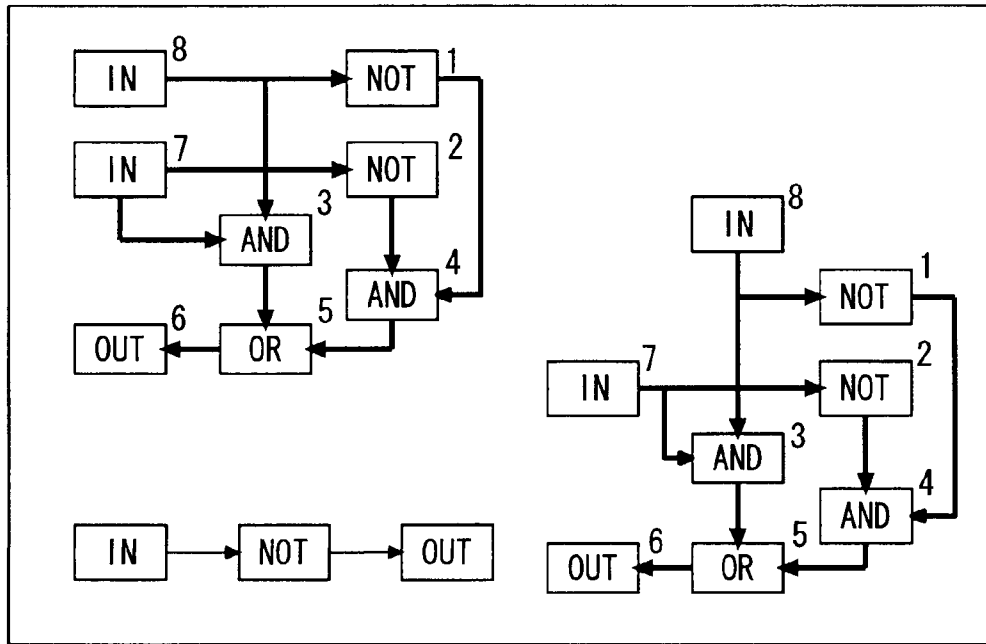 IN 8 NOT 1
IN 7 NOT 2
AND 3
AND 4
OUT 6 OR 5
IN NOT OUT
IN 8
NOT 1
IN 7 NOT 2
AND 3
AND 4
OUT 6 OR 5